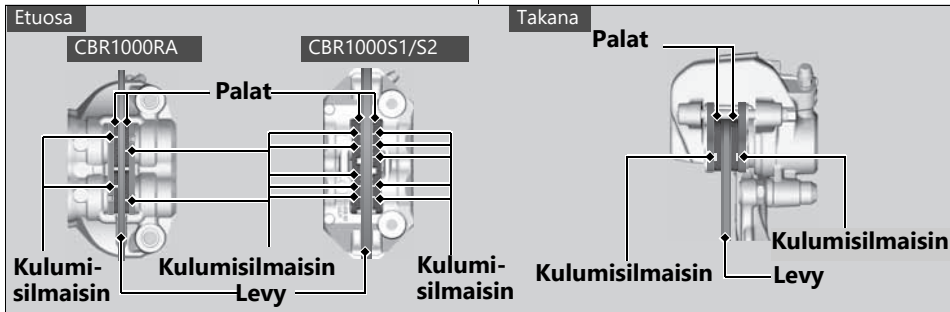 Etuosa
CBR1000RA
CBR1000S1/S2
Palat
Kulumi-
silmaisin
Kulumisilmaisin
Levy
Kulumi-
silmaisin
Takana
Palat
Kulumisilmaisin
Kulumisilmaisin
Levy